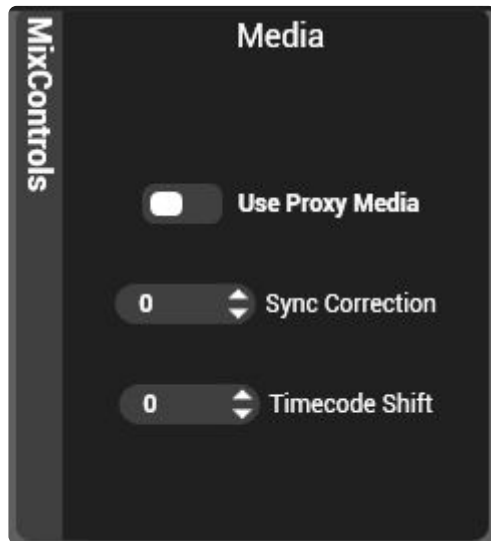 MixControls
Media
Use Proxy Media
0 Sync Correction
0 Timecode Shift